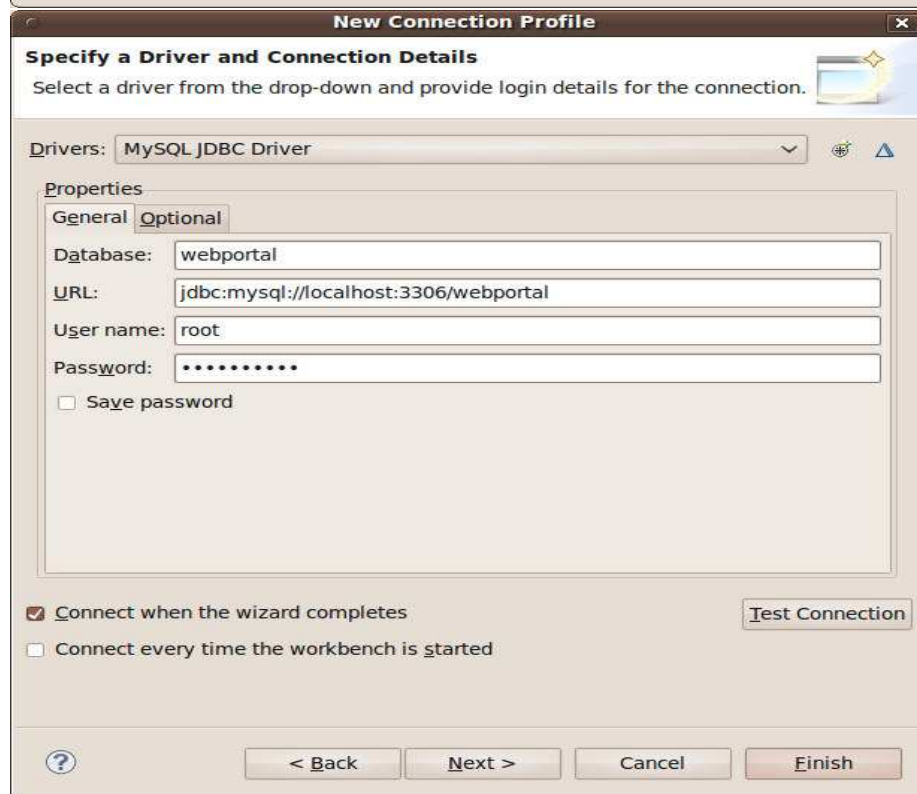 New Connection Profile
Specify a Driver and Connection Details
Select a driver from the drop-down and provide login details for the connection.
Drivers: MySQL JDBC Driver
Properties
General Optional
Database: webportal
URL: jdbc:mysql://localhost:3306/webportal
User name: root
Password: ••••••••••
Save password
Connect when the wizard completes
Test Connection
Connect every time the workbench is started
? < Back Next > Cancel Finish